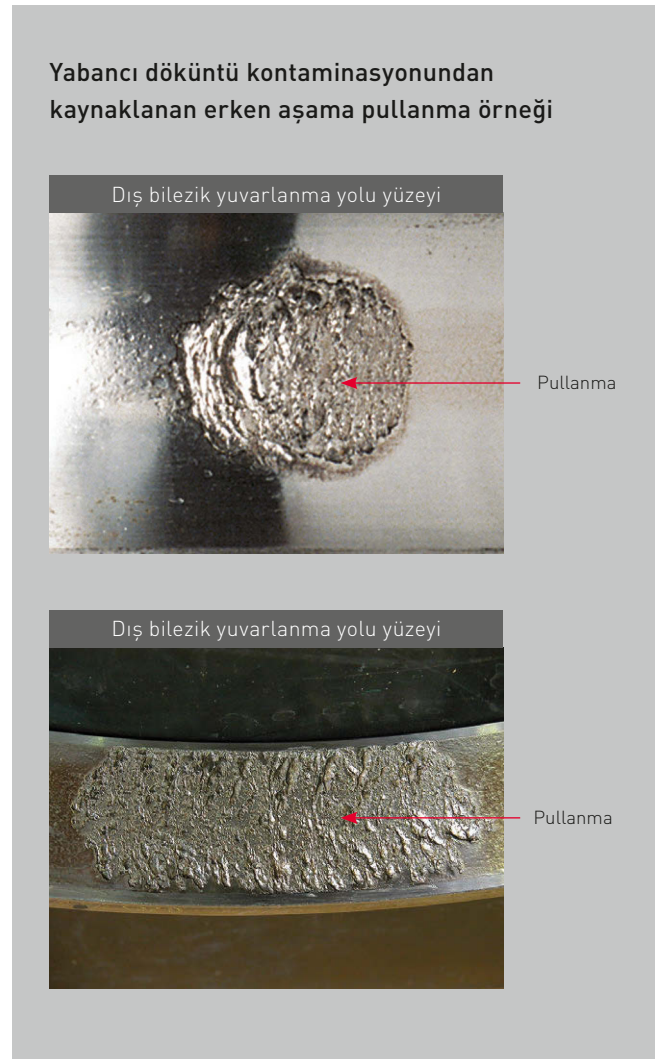 Yabancı döküntü kontaminasyonundan
kaynaklanan erken aşama pullanma örneği
Dış bilezik yuvarlanma yolu yüzeyi
Pullanma
Dış bilezik yuvarlanma yolu yüzeyi
Pullanma